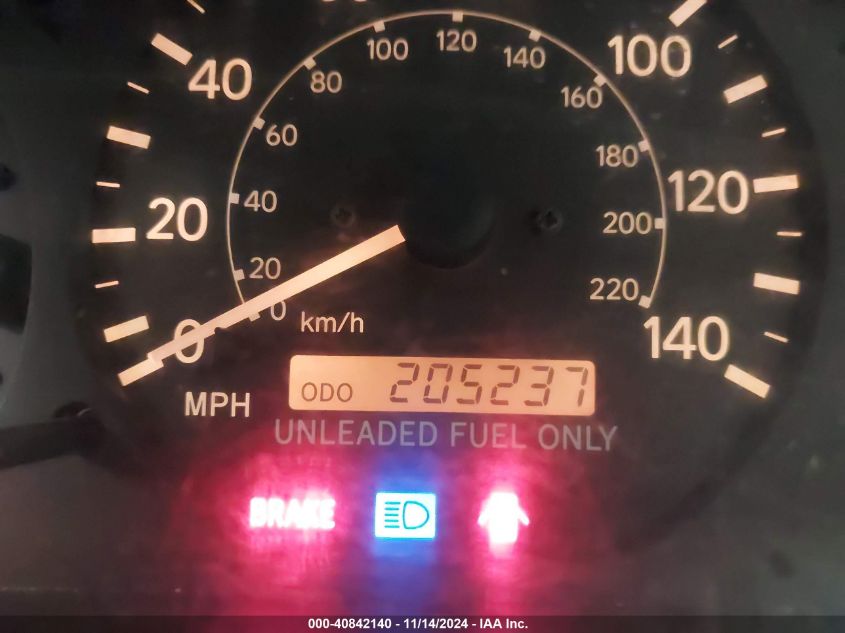 100 120 140
80 160
60 180
40 200
20 220
0 km/h
40 100
20 120
0 140
MPH
ODO 205237
UNLEADED FUEL ONLY
BRAKE
000-40842140 - 11/14/2024 - IAA Inc.